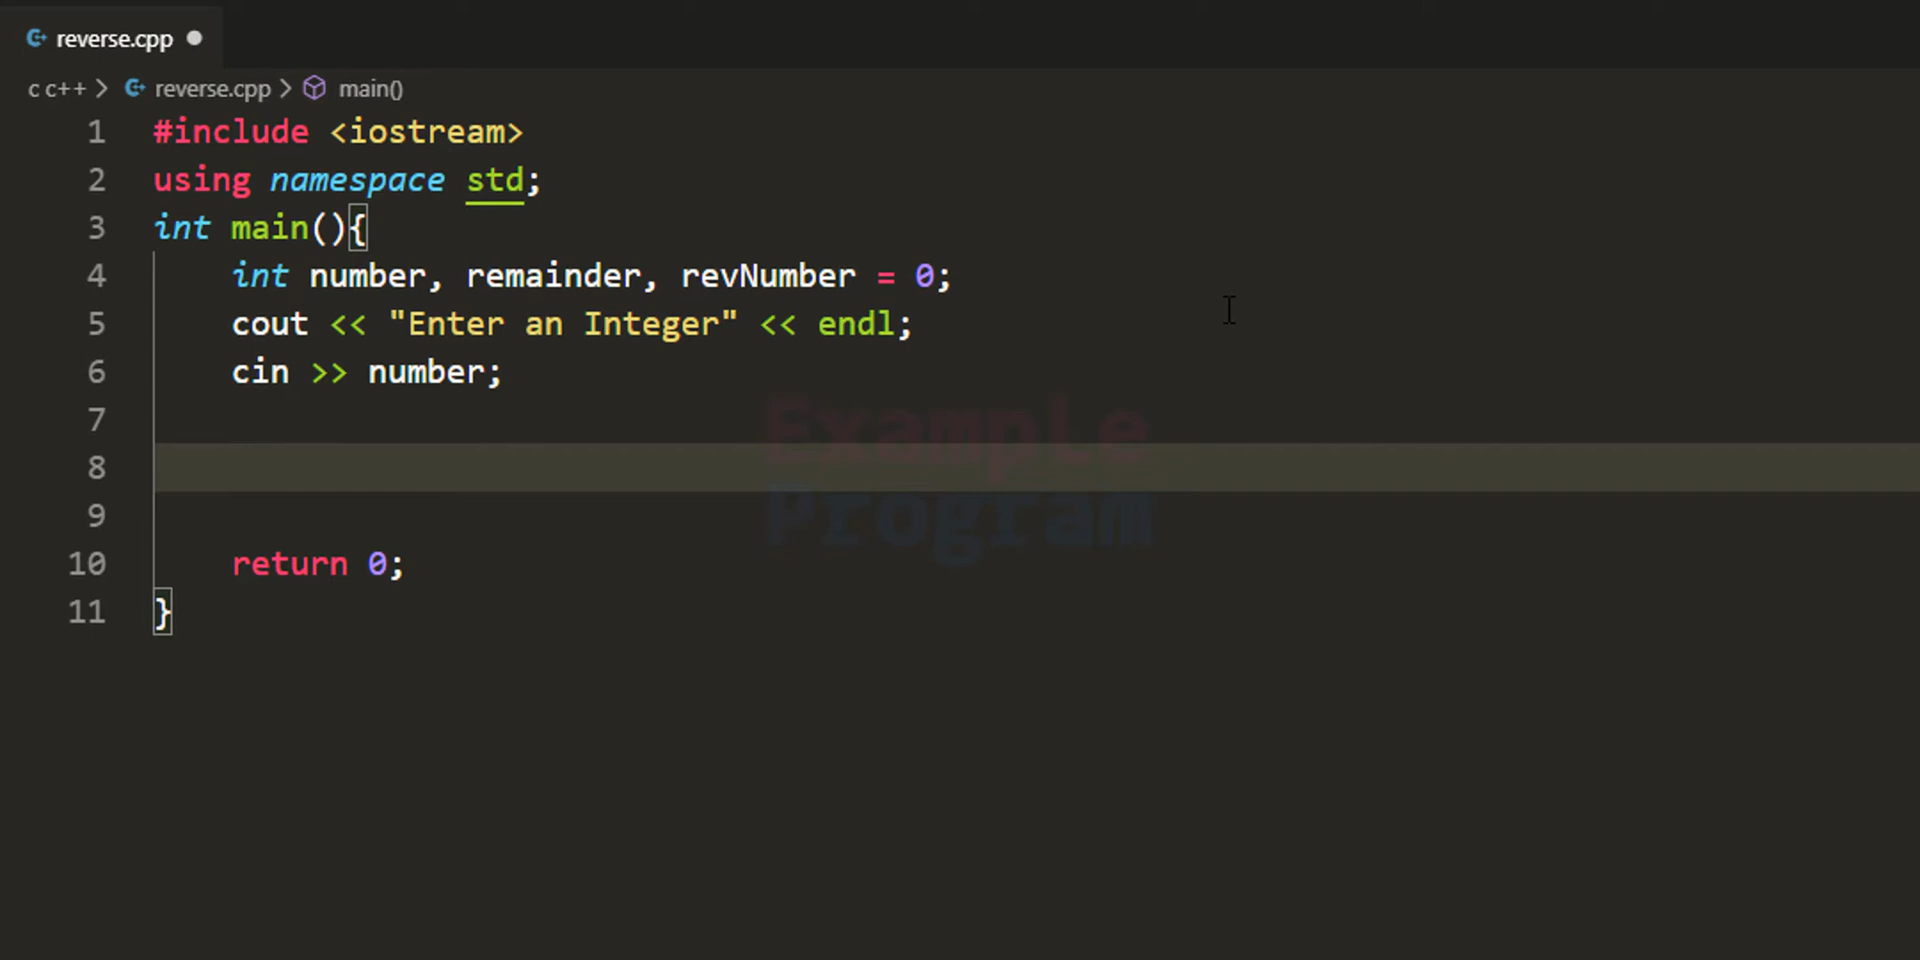 reverse.cpp
c c++ > reverse.cpp > main()
1 #include <iostream>
2 using namespace std;
3 int main(){
4 int number, remainder, revNumber = 0;
5 cout << "Enter an Integer" << endl;
6 cin >> number;
7
8
9
10 return 0;
11 }
Example
Program